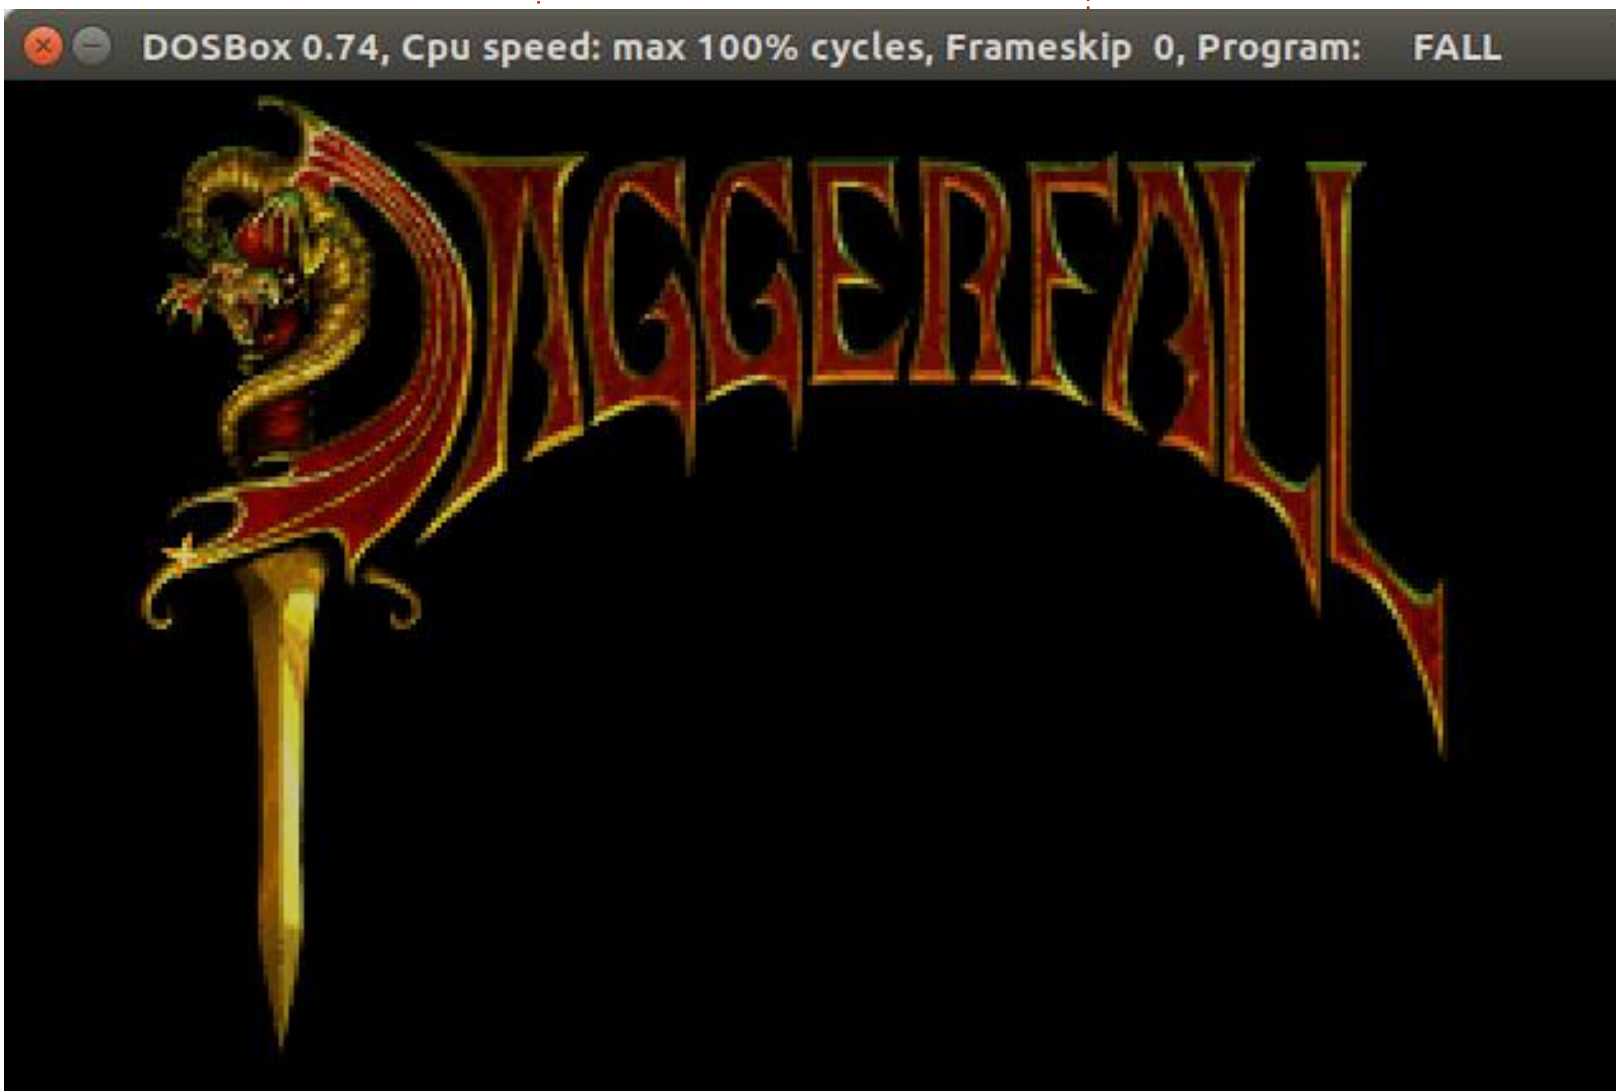 DOSBox 0.74, Cpu speed: max 100% cycles, Frameskip 0, Program: FALL
DAGGERFALL